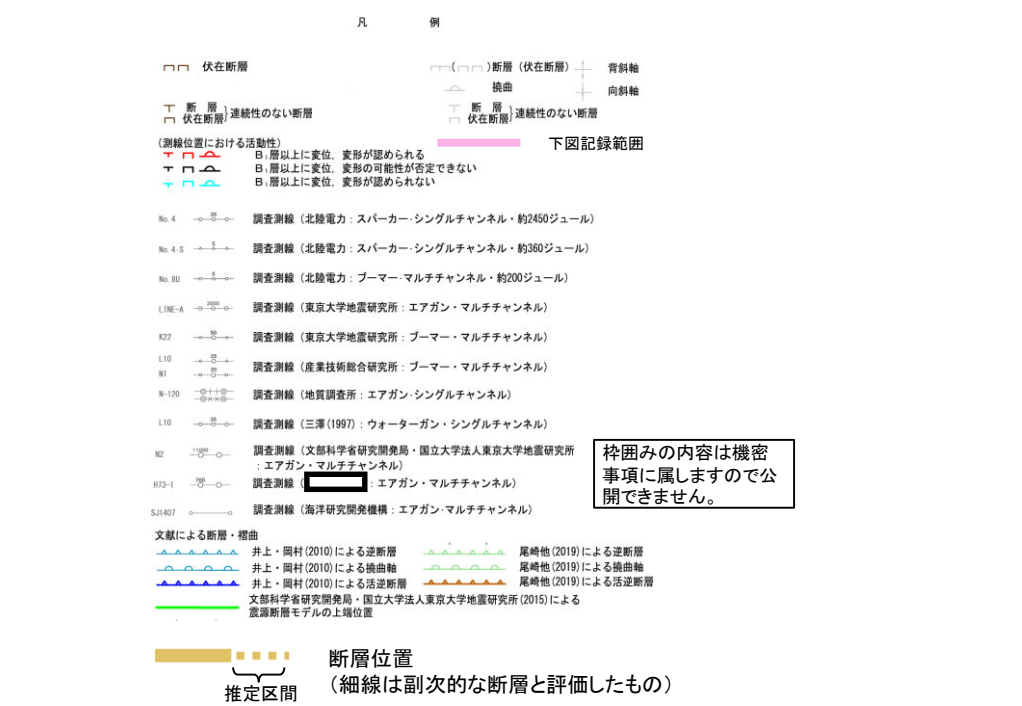 凡　例
伏在断層
( )断層（伏在断層）
背斜軸
撓曲
向斜軸
断　層
伏在断層}連続性のない断層
断　層
伏在断層}連続性のない断層
（測線位置における活動性）
下図記録範囲
B₁層以上に変位，変形が認められる
B₁層以上に変位，変形の可能性が否定できない
B₁層以上に変位，変形が認められない
No.4 調査測線（北陸電力：スパーカー・シングルチャンネル・約2450ジュール）
No.4-S 調査測線（北陸電力：スパーカー・シングルチャンネル・約360ジュール）
No.8U 調査測線（北陸電力：ブーマー・マルチチャンネル・約200ジュール）
LINE-A 2000 調査測線（東京大学地震研究所：エアガン・マルチチャンネル）
K22 50 調査測線（東京大学地震研究所：ブーマー・マルチチャンネル）
L10
N1
調査測線（産業技術総合研究所：ブーマー・マルチチャンネル）
N-120 調査測線（地質調査所：エアガン・シングルチャンネル）
L10 調査測線（三澤(1997)：ウォーターガン・シングルチャンネル）
N2 11000 調査測線（文部科学省研究開発局・国立大学法人東京大学地震研究所
：エアガン・マルチチャンネル）
H73-1 700 調査測線（ ：エアガン・マルチチャンネル）
SJ1407 調査測線（海洋研究開発機構：エアガン・マルチチャンネル）
枠囲みの内容は機密
事項に属しますので公
開できません。
文献による断層・褶曲
井上・岡村(2010)による逆断層
尾崎他(2019)による逆断層
井上・岡村(2010)による撓曲軸
尾崎他(2019)による撓曲軸
井上・岡村(2010)による活逆断層
尾崎他(2019)による活逆断層
文部科学省研究開発局・国立大学法人東京大学地震研究所(2015)による
震源断層モデルの上端位置
断層位置
（細線は副次的な断層と評価したもの）
推定区間